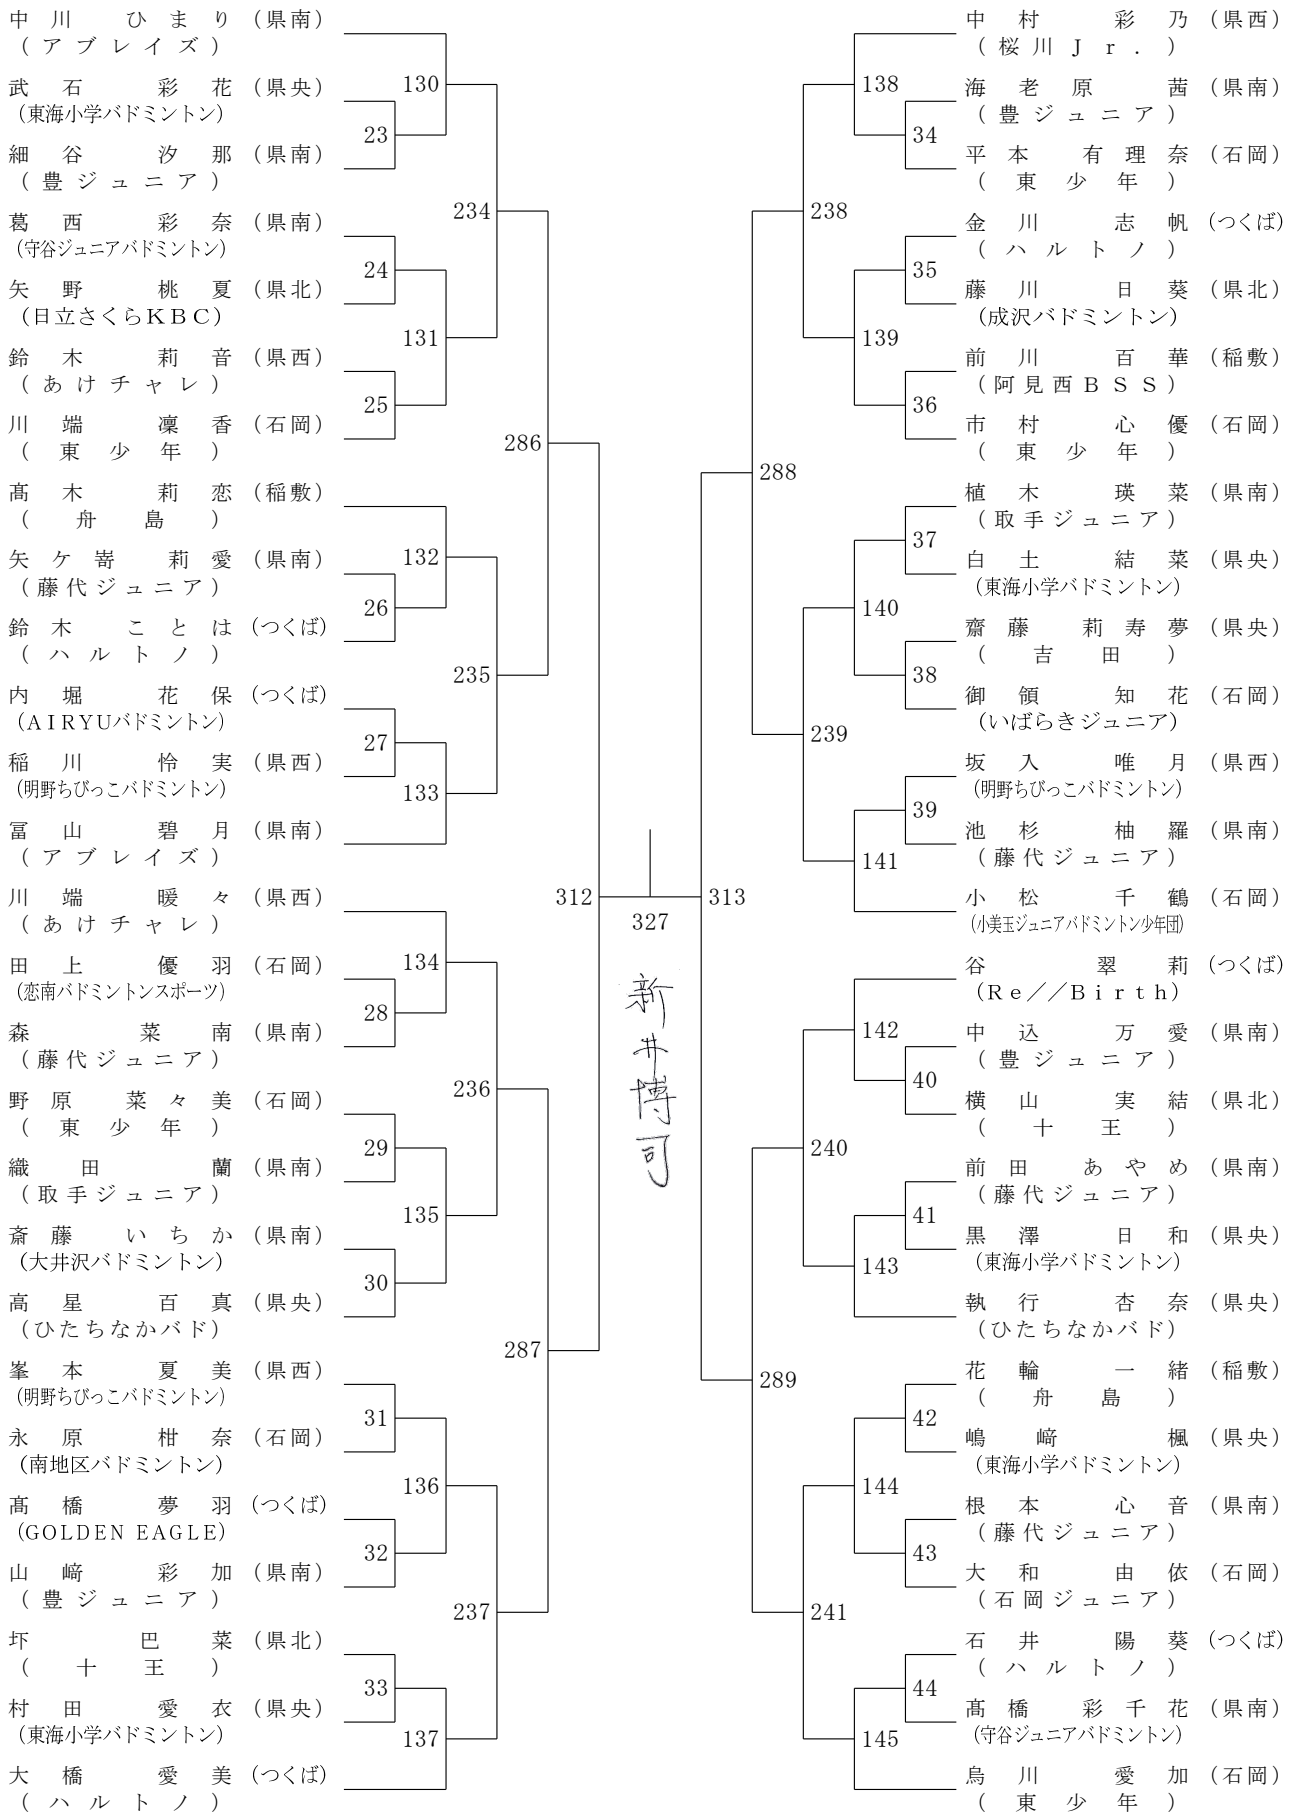 中川 ひまり (県南)
(アブレイズ)
130
武石 彩花 (県央)
(東海小学バドミントン)
23
細谷 汐那 (県南)
(豊ジュニア)
234
葛西 彩奈 (県南)
(守谷ジュニアバドミントン)
24
矢野 桃夏 (県北)
(日立さくらKBC)
131
鈴木 莉音 (県西)
(あけチャレ)
25
川端 凜香 (石岡)
(東少年)
286
髙木 莉恋 (稲敷)
(舟島)
132
矢ケ嵜 莉愛 (県南)
(藤代ジュニア)
26
鈴木 ことは (つくば)
(ハルトノ)
235
内堀 花保 (つくば)
(AIRYUバドミントン)
27
稲川 怜実 (県西)
(明野ちびっこバドミントン)
133
冨山 碧月 (県南)
(アブレイズ)
312
川端 暖々 (県西)
(あけチャレ)
134
田上 優羽 (石岡)
(恋南バドミントンスポーツ)
28
森 菜南 (県南)
(藤代ジュニア)
236
野原 菜々美 (石岡)
(東少年)
29
織田 蘭 (県南)
(取手ジュニア)
135
斎藤 いちか (県南)
(大井沢バドミントン)
30
高星 百真 (県央)
(ひたちなかバド)
287
峯本 夏美 (県西)
(明野ちびっこバドミントン)
31
永原 柑奈 (石岡)
(南地区バドミントン)
136
髙橋 夢羽 (つくば)
(GOLDEN EAGLE)
32
山﨑 彩加 (県南)
(豊ジュニア)
237
圷 巴菜 (県北)
(十王)
33
村田 愛衣 (県央)
(東海小学バドミントン)
137
大橋 愛美 (つくば)
(ハルトノ)
327
新井博司
中村 彩乃 (県西)
(桜川Jr.)
138
海老原 茜 (県南)
(豊ジュニア)
34
平本 有理奈 (石岡)
(東少年)
238
金川 志帆 (つくば)
(ハルトノ)
35
藤川 日葵 (県北)
(成沢バドミントン)
139
前川 百華 (稲敷)
(阿見西BSS)
36
市村 心優 (石岡)
(東少年)
288
植木 瑛菜 (県南)
(取手ジュニア)
37
白土 結菜 (県央)
(東海小学バドミントン)
140
齋藤 莉寿夢 (県央)
(吉田)
38
御領 知花 (石岡)
(いばらきジュニア)
239
坂入 唯月 (県西)
(明野ちびっこバドミントン)
39
池杉 柚羅 (県南)
(藤代ジュニア)
141
小松 千鶴 (石岡)
(小美玉ジュニアバドミントン少年団)
313
谷 翠莉 (つくば)
(Re//Birth)
142
中込 万愛 (県南)
(豊ジュニア)
40
横山 実結 (県北)
(十王)
240
前田 あやめ (県南)
(藤代ジュニア)
41
黒澤 日和 (県央)
(東海小学バドミントン)
143
執行 杏奈 (県央)
(ひたちなかバド)
289
花輪 一緒 (稲敷)
(舟島)
42
嶋﨑 楓 (県央)
(東海小学バドミントン)
144
根本 心音 (県南)
(藤代ジュニア)
43
大和 由依 (石岡)
(石岡ジュニア)
241
石井 陽葵 (つくば)
(ハルトノ)
44
髙橋 彩千花 (県南)
(守谷ジュニアバドミントン)
145
烏川 愛加 (石岡)
(東少年)